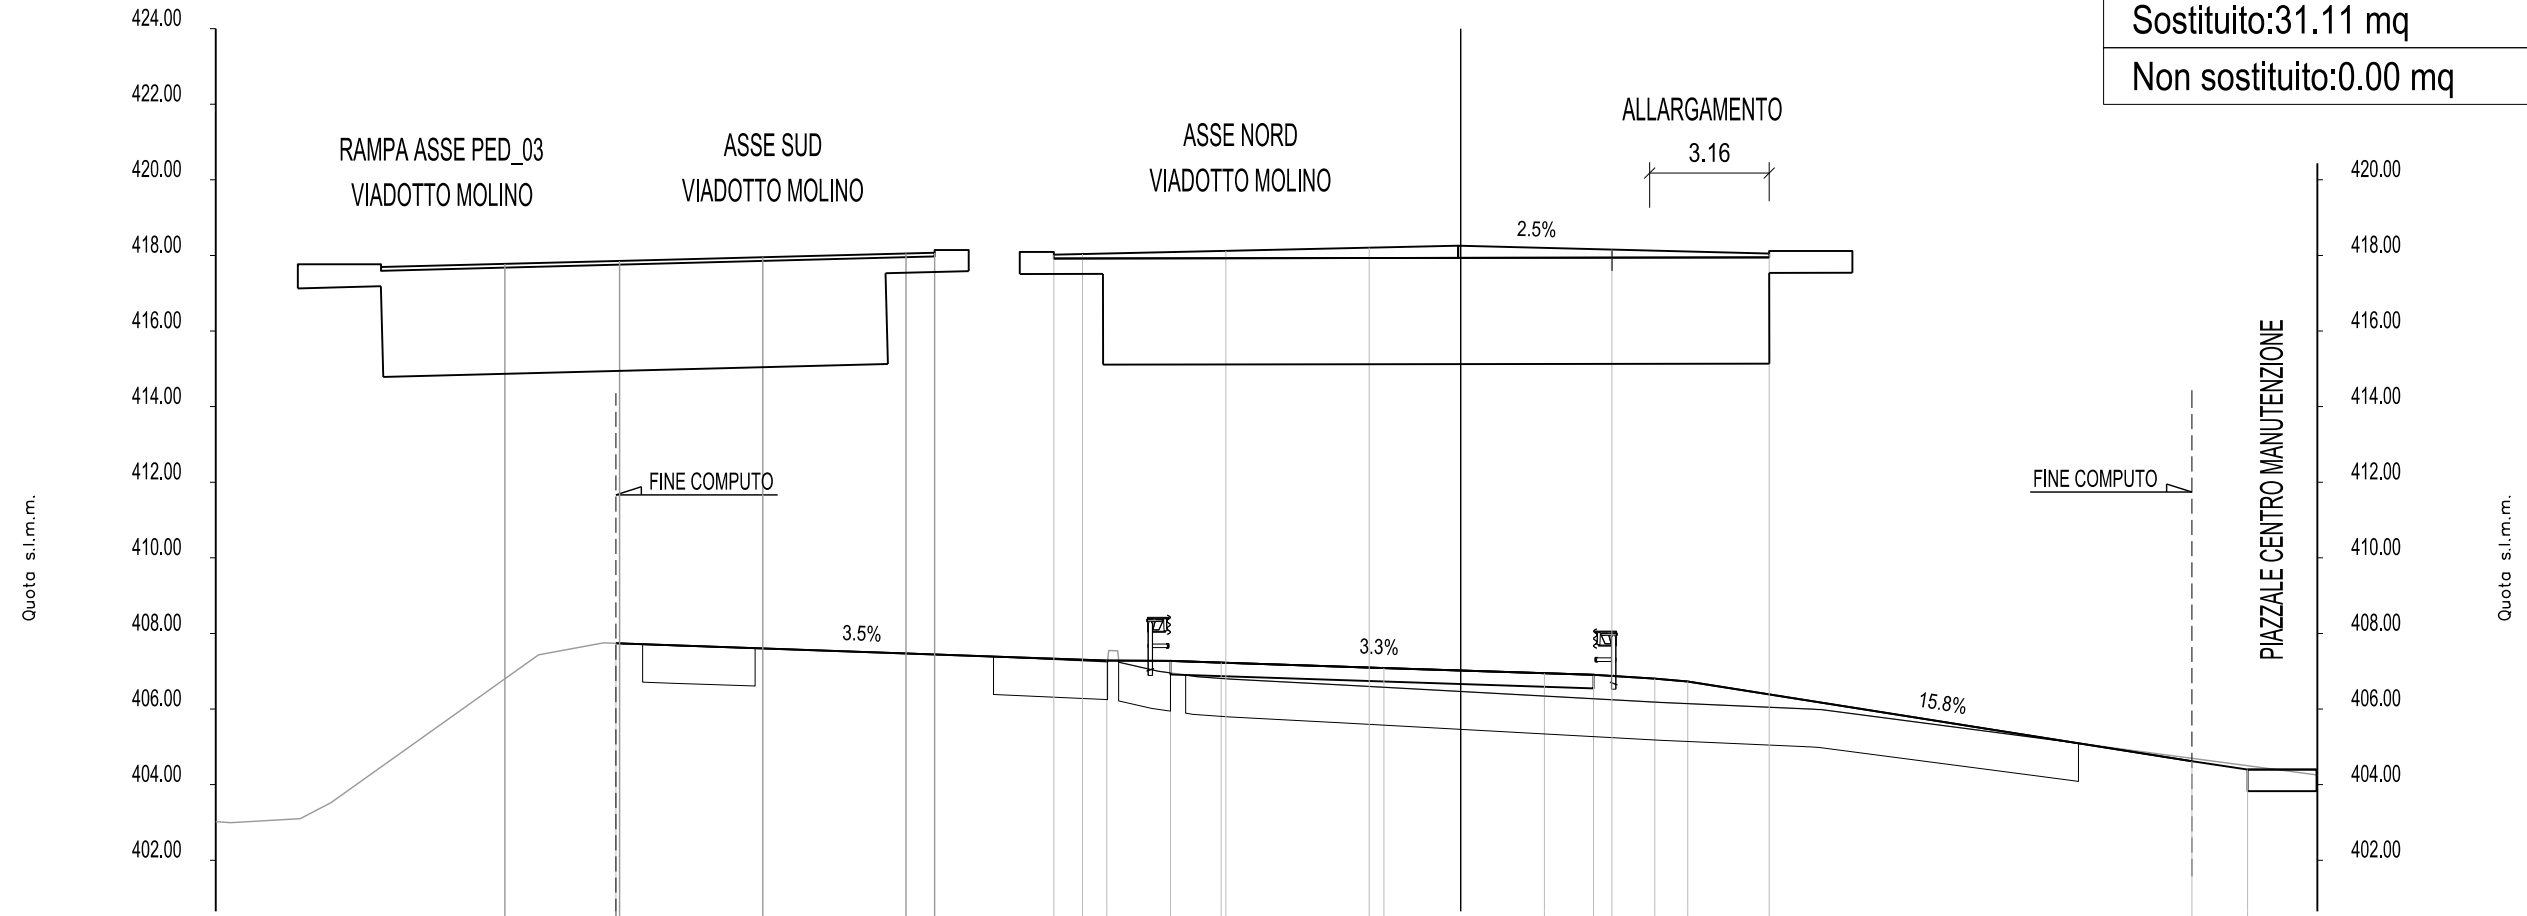 424.00
422.00
420.00
418.00
416.00
414.00
412.00
410.00
408.00
406.00
404.00
402.00
Quota s.l.m.m.
RAMPA ASSE PED_03
VIADOTTO MOLINO
ASSE SUD
VIADOTTO MOLINO
ASSE NORD
VIADOTTO MOLINO
ALLARGAMENTO
3.16
2.5%
Sostituito:31.11 mq
Non sostituito:0.00 mq
FINE COMPUTO
FINE COMPUTO
3.5%
3.3%
15.8%
PIAZZALE CENTRO MANUTENZIONE
420.00
418.00
416.00
414.00
412.00
410.00
408.00
406.00
404.00
402.00
Quota s.l.m.m.